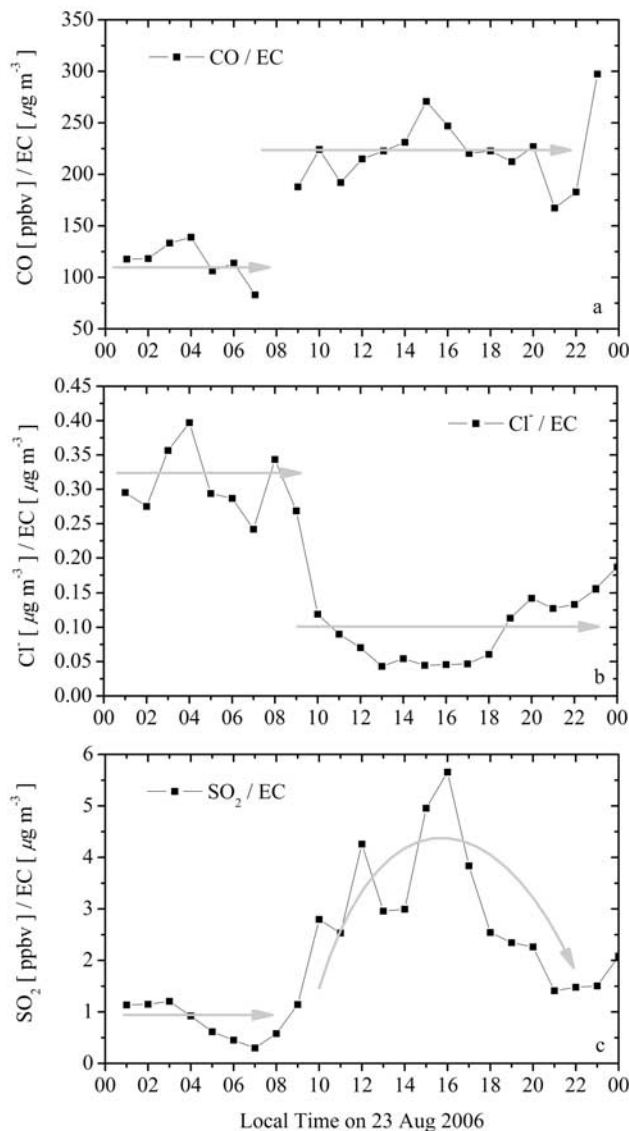 350
300
250
200
150
100
50
CO [ ppbv ] / EC [ μg m⁻³ ]
CO / EC
a
00 02 04 06 08 10 12 14 16 18 20 22 00
0.45
0.40
0.35
0.30
0.25
0.20
0.15
0.10
0.05
0.00
Cl⁻ [ μg m⁻³ ] / EC [ μg m⁻³ ]
Cl⁻ / EC
b
00 02 04 06 08 10 12 14 16 18 20 22 00
6
5
4
3
2
1
0
SO₂ [ ppbv ] / EC [ μg m⁻³ ]
SO₂ / EC
c
00 02 04 06 08 10 12 14 16 18 20 22 00
Local Time on 23 Aug 2006